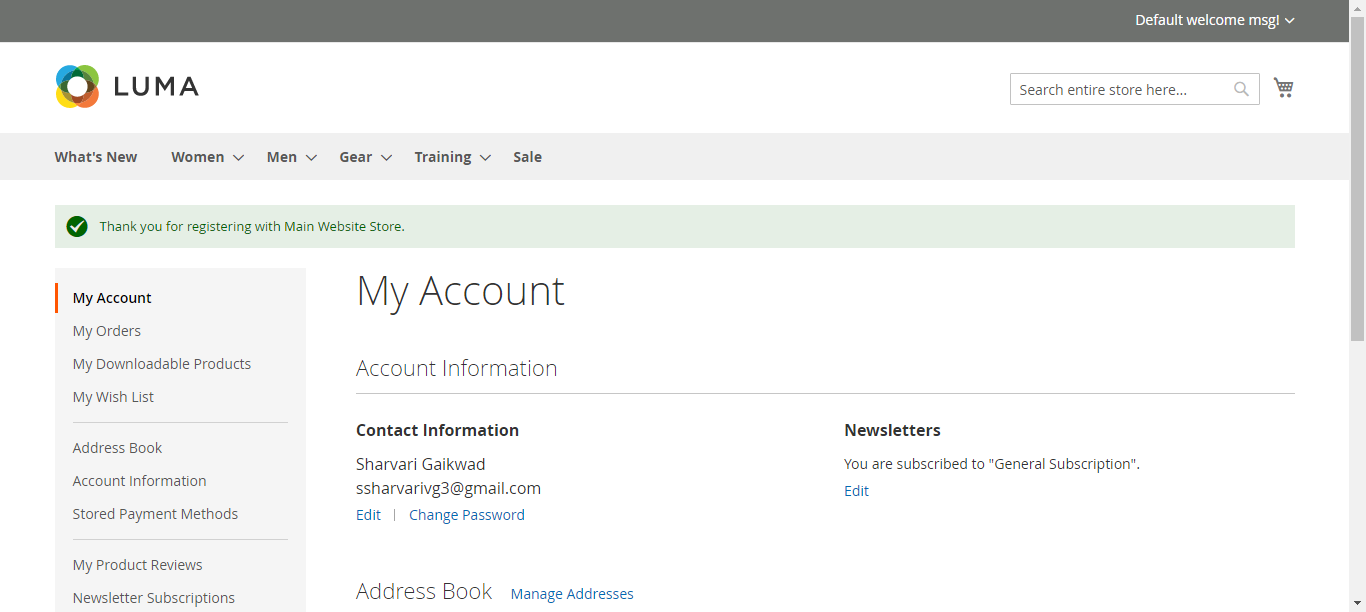 Default welcome msg!
LUMA
Search entire store here...
What's New Women Men Gear Training Sale
Thank you for registering with Main Website Store.
My Account
My Orders
My Downloadable Products
My Wish List
Address Book
Account Information
Stored Payment Methods
My Product Reviews
Newsletter Subscriptions
My Account
Account Information
Contact Information
Sharvari Gaikwad
ssharvarivg3@gmail.com
Edit | Change Password
Newsletters
You are subscribed to "General Subscription".
Edit
Address Book Manage Addresses